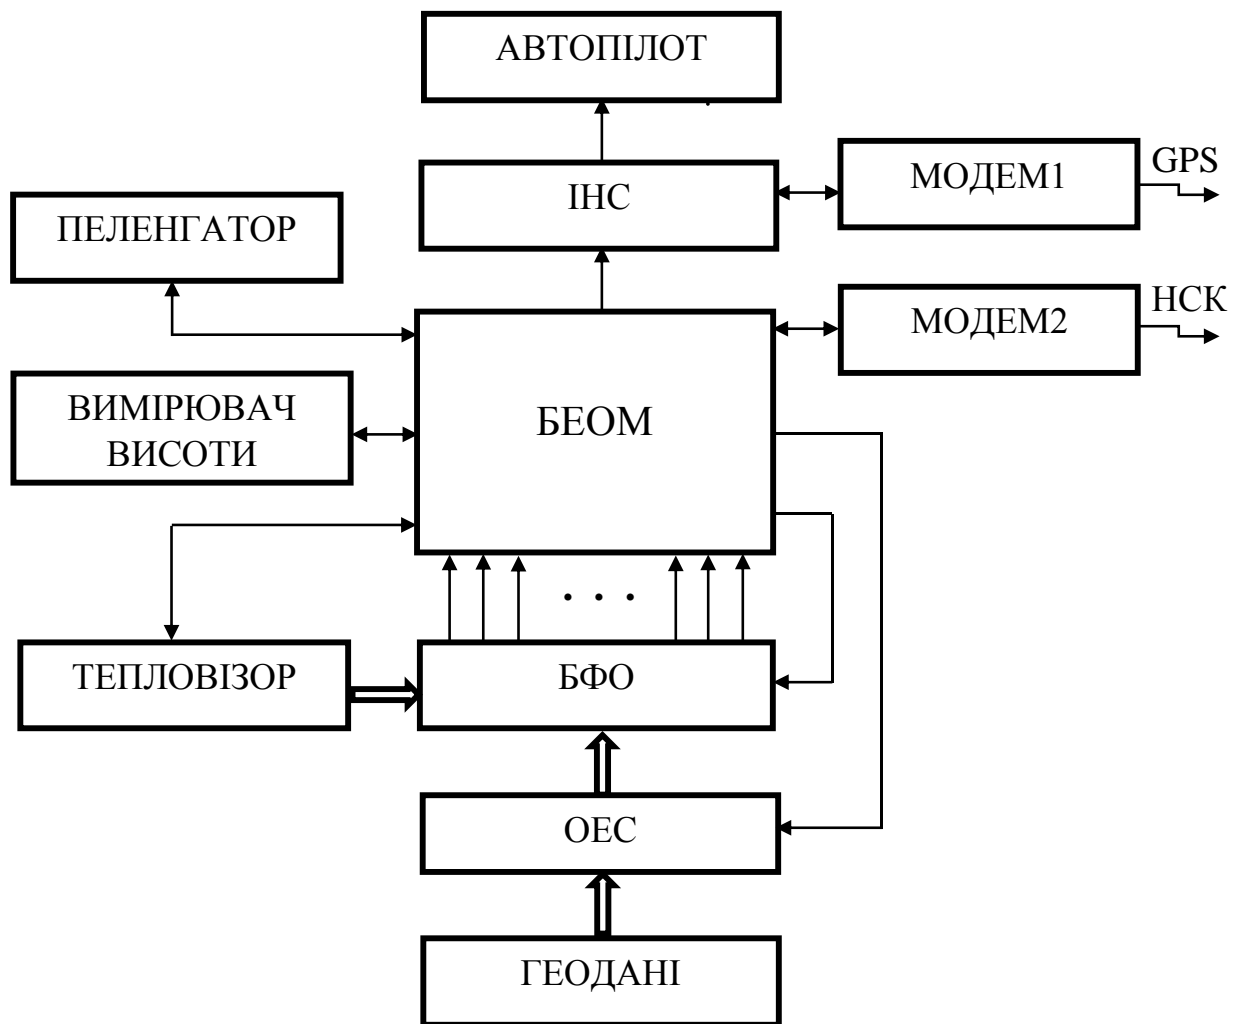 АВТОПІЛОТ
ІНС
МОДЕМ1
GPS
ПЕЛЕНГАТОР
МОДЕМ2
НСК
ВИМІРЮВАЧ
ВИСОТИ
БЕОМ
. . .
ТЕПЛОВІЗОР
БФО
ОЕС
ГЕОДАНІ